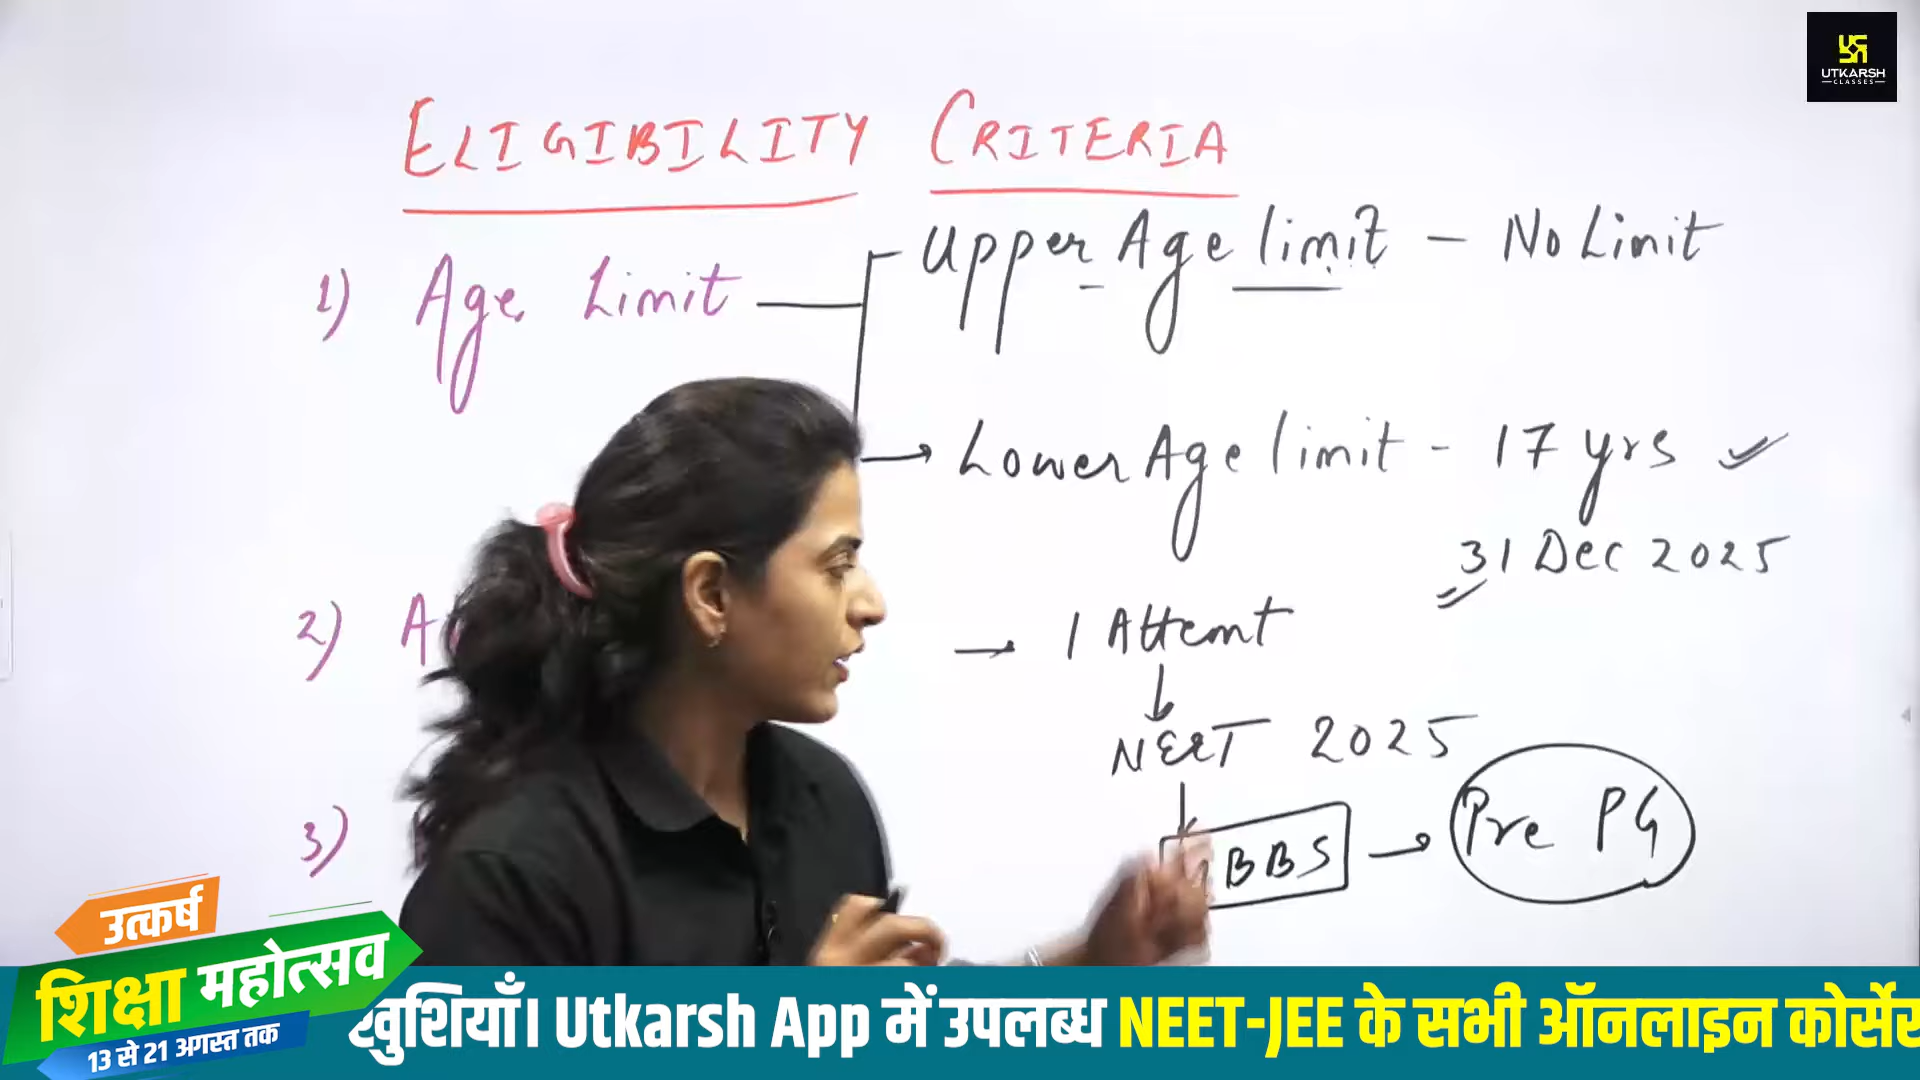 UTKARSH
CLASSES
ELIGIBILITY CRITERIA
1) Age Limit
Upper Age limit - No Limit
→ Lower Age limit - 17 yrs ✓
31 Dec 2025
2)
→ 1 Attemt
NEET 2025
BBS → Pre PG
3)
उत्कर्ष
शिक्षा महोत्सव
13 से 21 अगस्त तक
खुशियाँ। Utkarsh App में उपलब्ध NEET-JEE के सभी ऑनलाइन